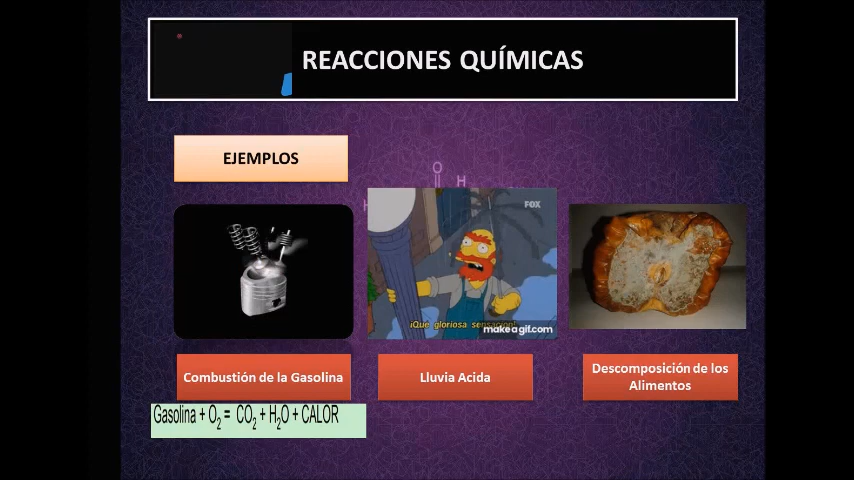 REACCIONES QUÍMICAS
EJEMPLOS
O
H
FOX
¡Qué gloriosa sensación!
makeagif.com
Combustión de la Gasolina
Lluvia Acida
Descomposición de los
Alimentos
Gasolina + O₂ = CO₂ + H₂O + CALOR